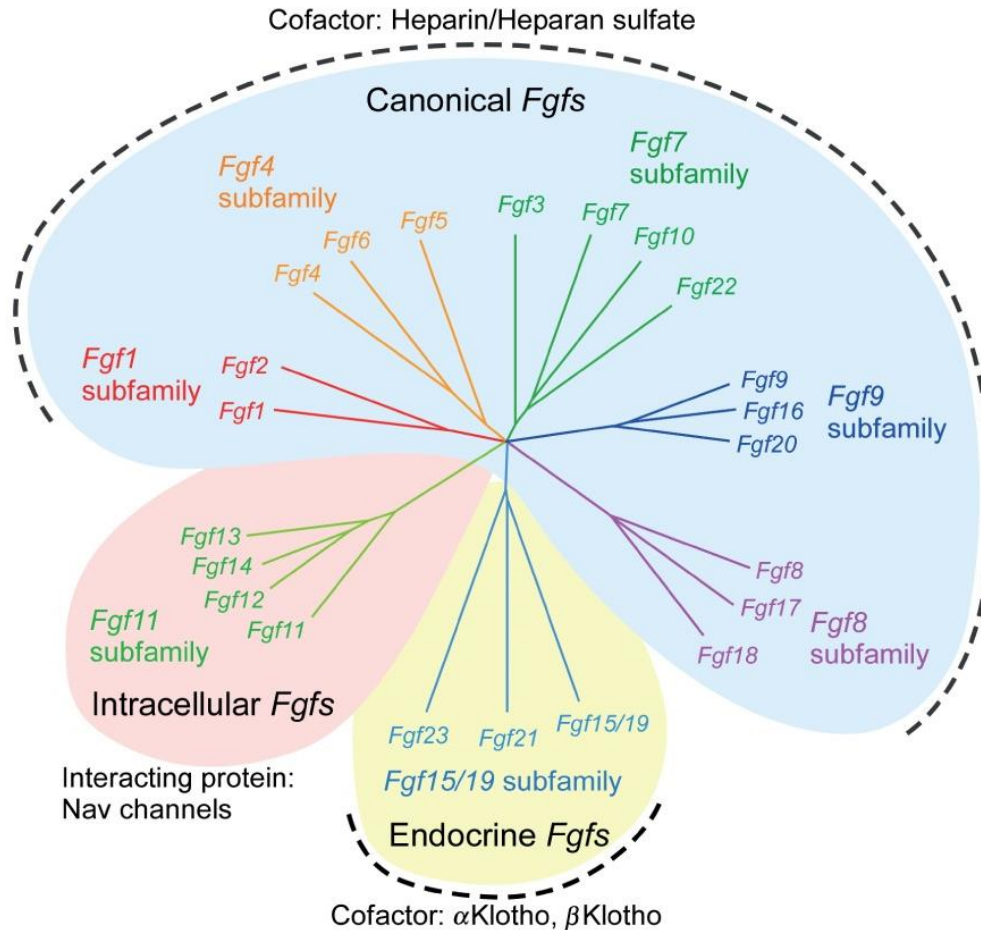 Cofactor: Heparin/Heparan sulfate
Canonical Fgfs
Fgf4
subfamily
Fgf7
subfamily
Fgf3
Fgf7
Fgf5
Fgf6
Fgf10
Fgf4
Fgf22
Fgf1
subfamily
Fgf2
Fgf1
Fgf9
Fgf16
Fgf20
Fgf9
subfamily
Fgf13
Fgf14
Fgf12
Fgf11
Fgf11
subfamily
Intracellular Fgfs
Interacting protein:
Nav channels
Fgf8
Fgf17
Fgf18
Fgf8
subfamily
Fgf23
Fgf21
Fgf15/19
Fgf15/19 subfamily
Endocrine Fgfs
Cofactor: αKlotho, βKlotho